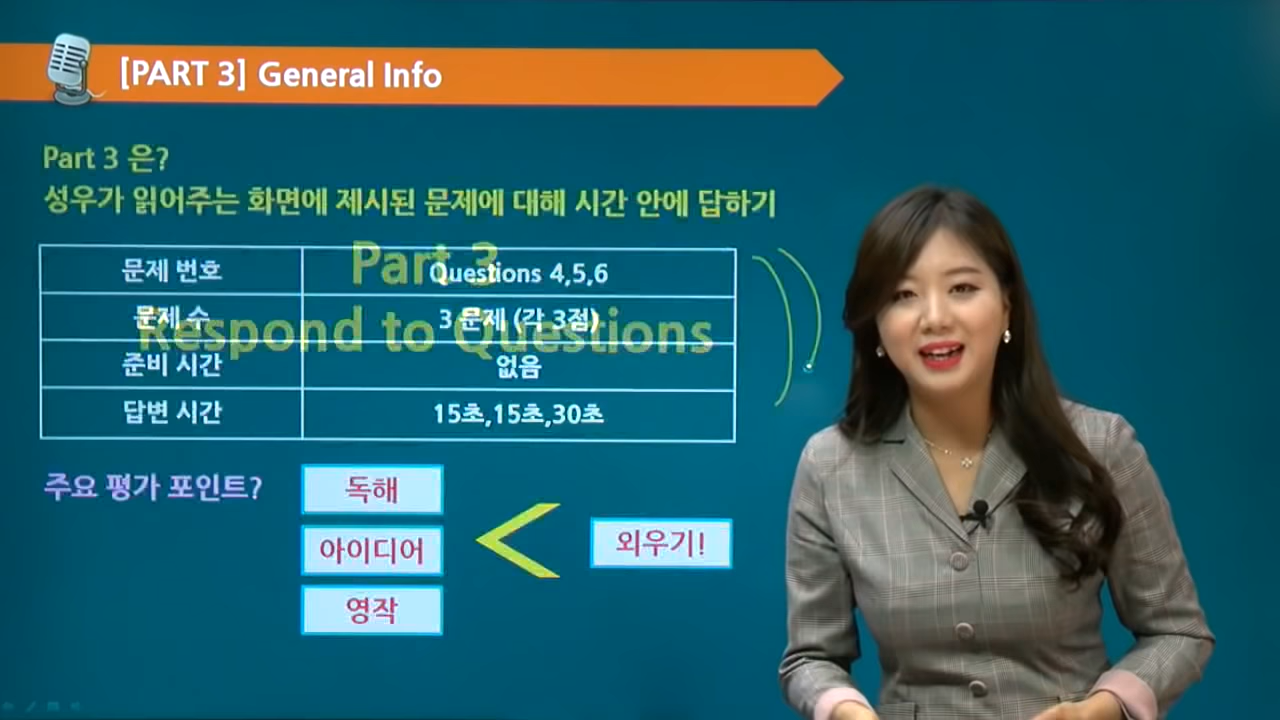 [PART 3] General Info
Part 3 은?
성우가 읽어주는 화면에 제시된 문제에 대해 시간 안에 답하기
Part 3
Respond to Questions
문제 번호 Questions 4,5,6
문제 수 3 문제 (각 3점)
준비 시간 없음
답변 시간 15초,15초,30초
주요 평가 포인트?
독해
아이디어
영작
외우기!